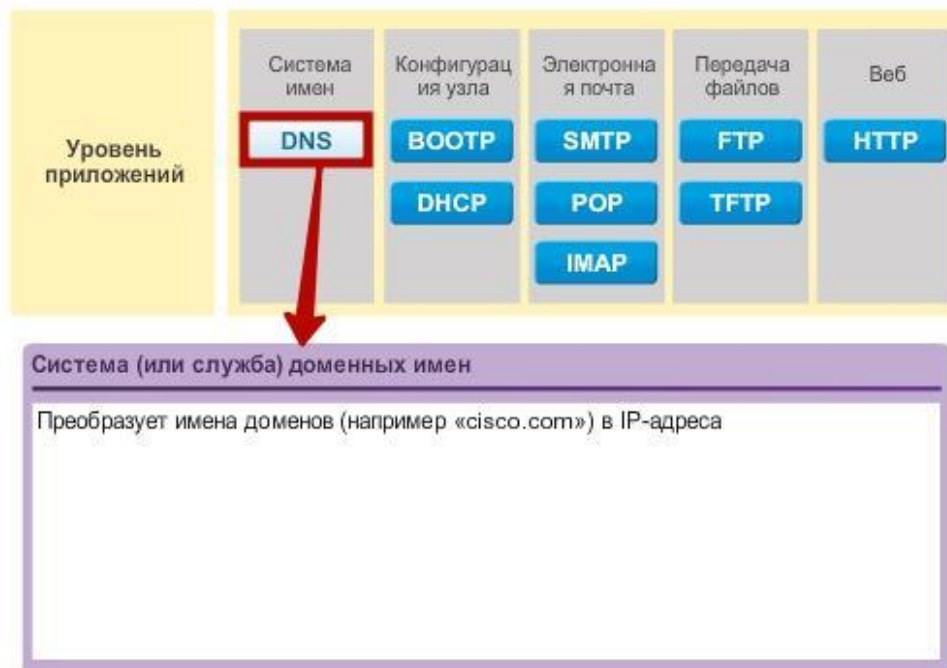 Уровень
приложений
Система
имен
DNS
Конфигурац
ия узла
BOOTP
DHCP
Электронна
я почта
SMTP
POP
IMAP
Передача
файлов
FTP
TFTP
Веб
HTTP
Система (или служба) доменных имен
Преобразует имена доменов (например «cisco.com») в IP-адреса